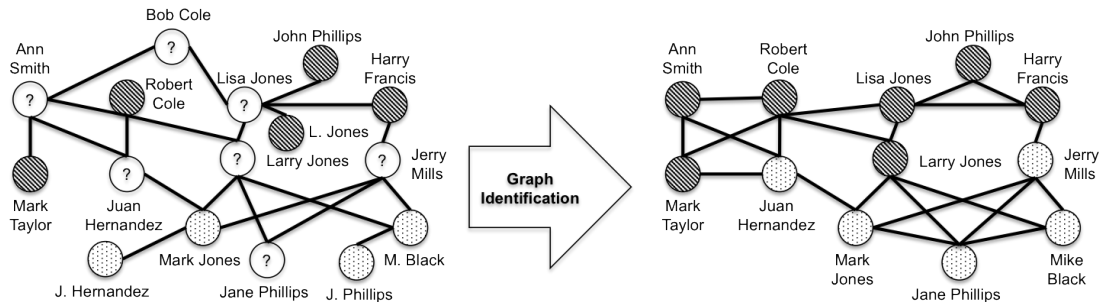 Bob Cole
?
John Phillips
Ann
Smith
?
Robert
Cole
Lisa Jones
?
Harry
Francis
L. Jones
Larry Jones
?
?
?
Jerry
Mills
Mark
Taylor
Juan
Hernandez
J. Hernandez
Mark Jones
?
Jane Phillips
J. Phillips
M. Black
Graph
Identification
Ann
Smith
Robert
Cole
John Phillips
Lisa Jones
Harry
Francis
Larry Jones
Jerry
Mills
Mark
Taylor
Juan
Hernandez
Mark
Jones
Jane Phillips
Mike
Black